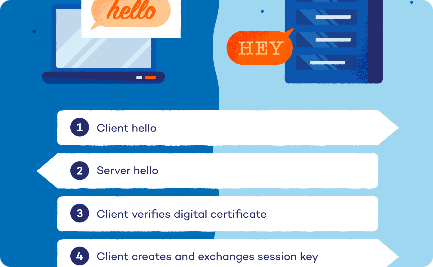 hello
HEY
1 Client hello
2 Server hello
3 Client verifies digital certificate
4 Client creates and exchanges session key